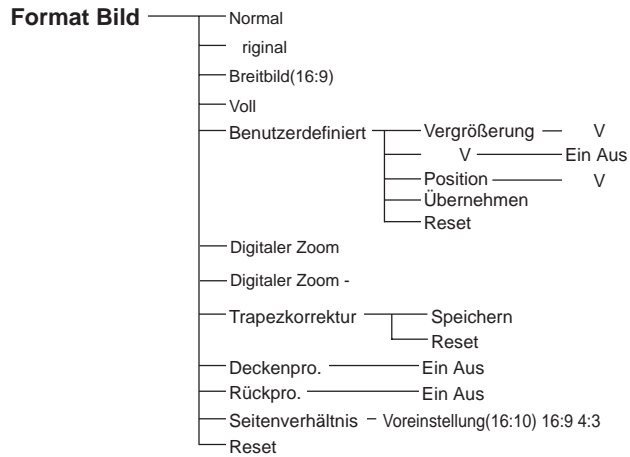 Format Bild
Normal
riginal
Breitbild(16:9)
Voll
Benutzerdefiniert Vergrößerung V
V Ein Aus
Position V
Übernehmen
Reset
Digitaler Zoom
Digitaler Zoom -
Trapezkorrektur Speichern
Reset
Deckenpro. Ein Aus
Rückpro. Ein Aus
Seitenverhältnis Voreinstellung(16:10) 16:9 4:3
Reset